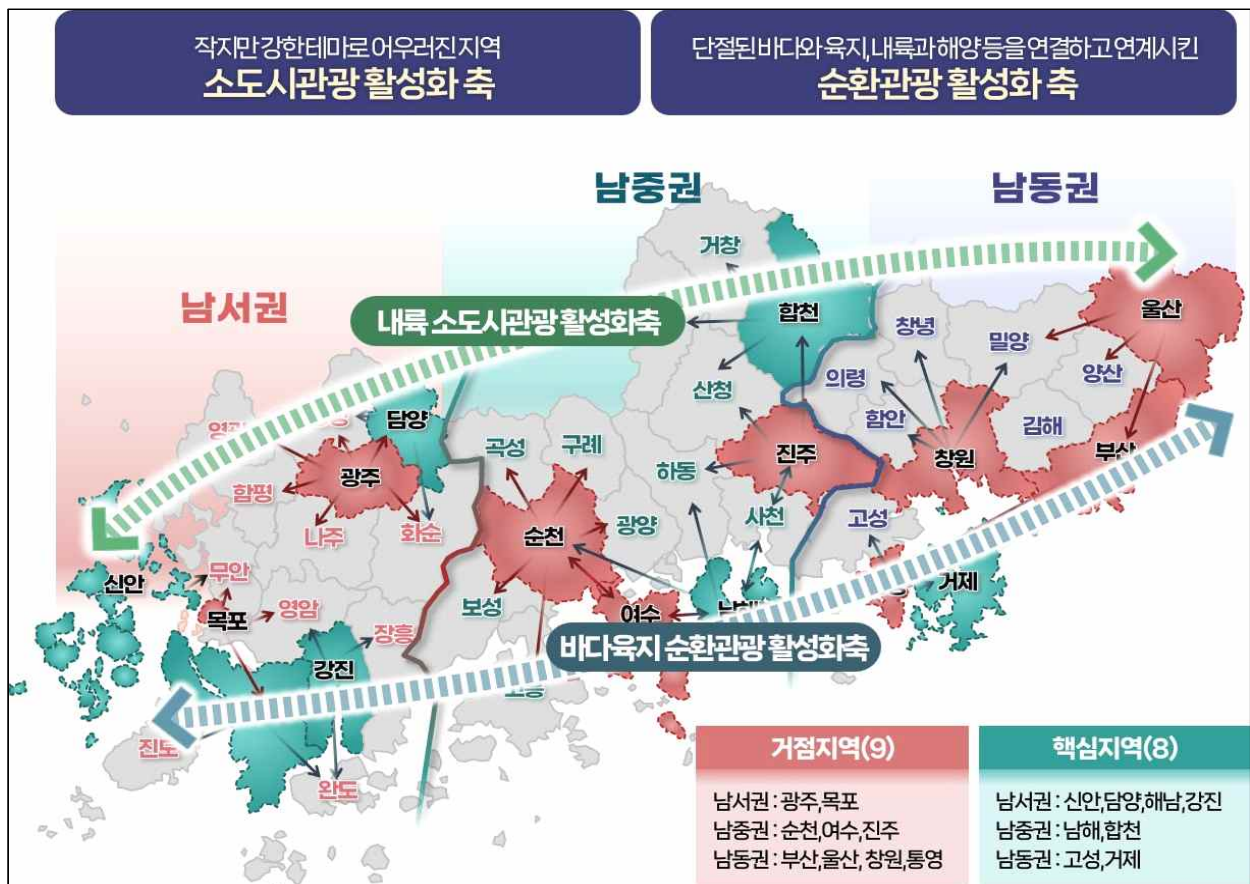 작지만 강한 테마로 어우러진 지역
소도시관광 활성화 축
단절된 바다와 육지, 내륙과 해양 등을 연결하고 연계시킨
순환관광 활성화 축
남중권
남동권
남서권
거창
내륙 소도시관광 활성화축
합천
울산
창녕
밀양
양산
산청
의령
함안
김해
담양
곡성
구례
진주
창원
부산
광주
함평
하동
나주
화순
순천
광양
사천
고성
신안
무안
거제
목포
영암
보성
여수
장흥
강진
바다육지 순환관광 활성화축
진도
완도
거점지역(9)
남서권 : 광주,목포
남중권 : 순천,여수,진주
남동권 : 부산,울산, 창원,통영
핵심지역(8)
남서권 : 신안,담양,해남,강진
남중권 : 남해,합천
남동권 : 고성,거제